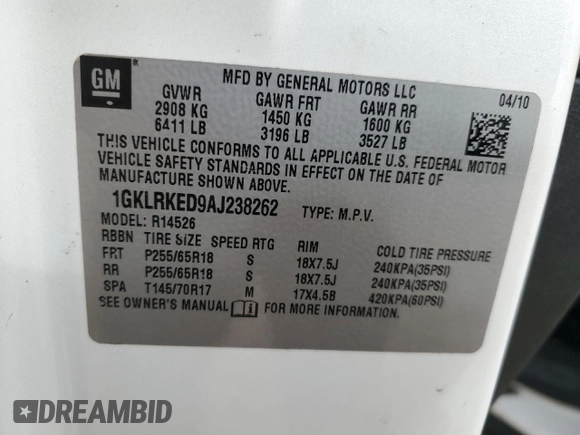 GM
MFD BY GENERAL MOTORS LLC
04/10
GVWR GAWR FRT GAWR RR
2908 KG 1450 KG 1600 KG
6411 LB 3196 LB 3527 LB
THIS VEHICLE CONFORMS TO ALL APPLICABLE U.S. FEDERAL MOTOR
VEHICLE SAFETY STANDARDS IN EFFECT ON THE DATE OF
MANUFACTURE SHOWN ABOVE.
1GKLRKED9AJ238262 TYPE: M.P.V.
MODEL: R14526
RBBN TIRE SIZE SPEED RTG RIM COLD TIRE PRESSURE
FRT P255/65R18 S 18X7.5J 240KPA(35PSI)
RR P255/65R18 S 18X7.5J 240KPA(35PSI)
SPA T145/70R17 M 17X4.5B 420KPA(60PSI)
SEE OWNER'S MANUAL FOR MORE INFORMATION.
DREAMBID